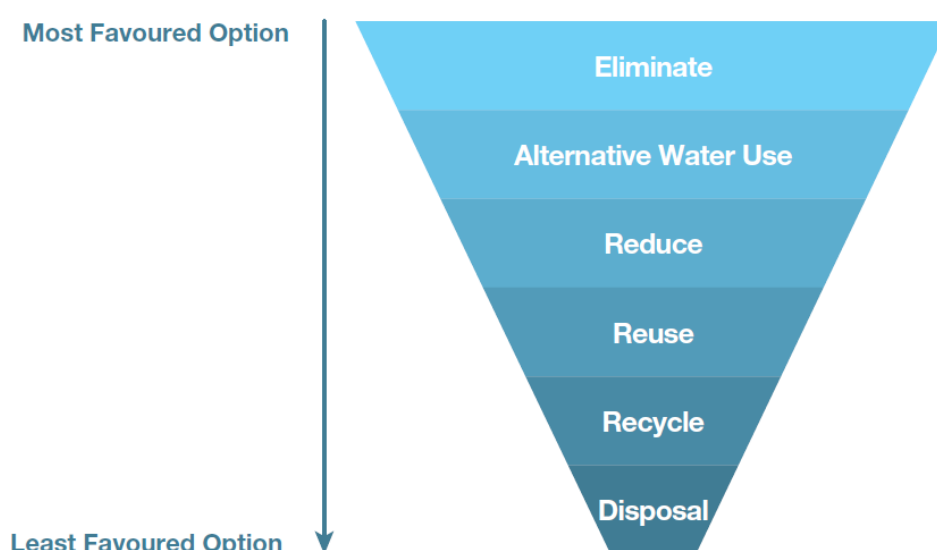 Most Favoured Option
Eliminate
Alternative Water Use
Reduce
Reuse
Recycle
Disposal
Least Favoured Option